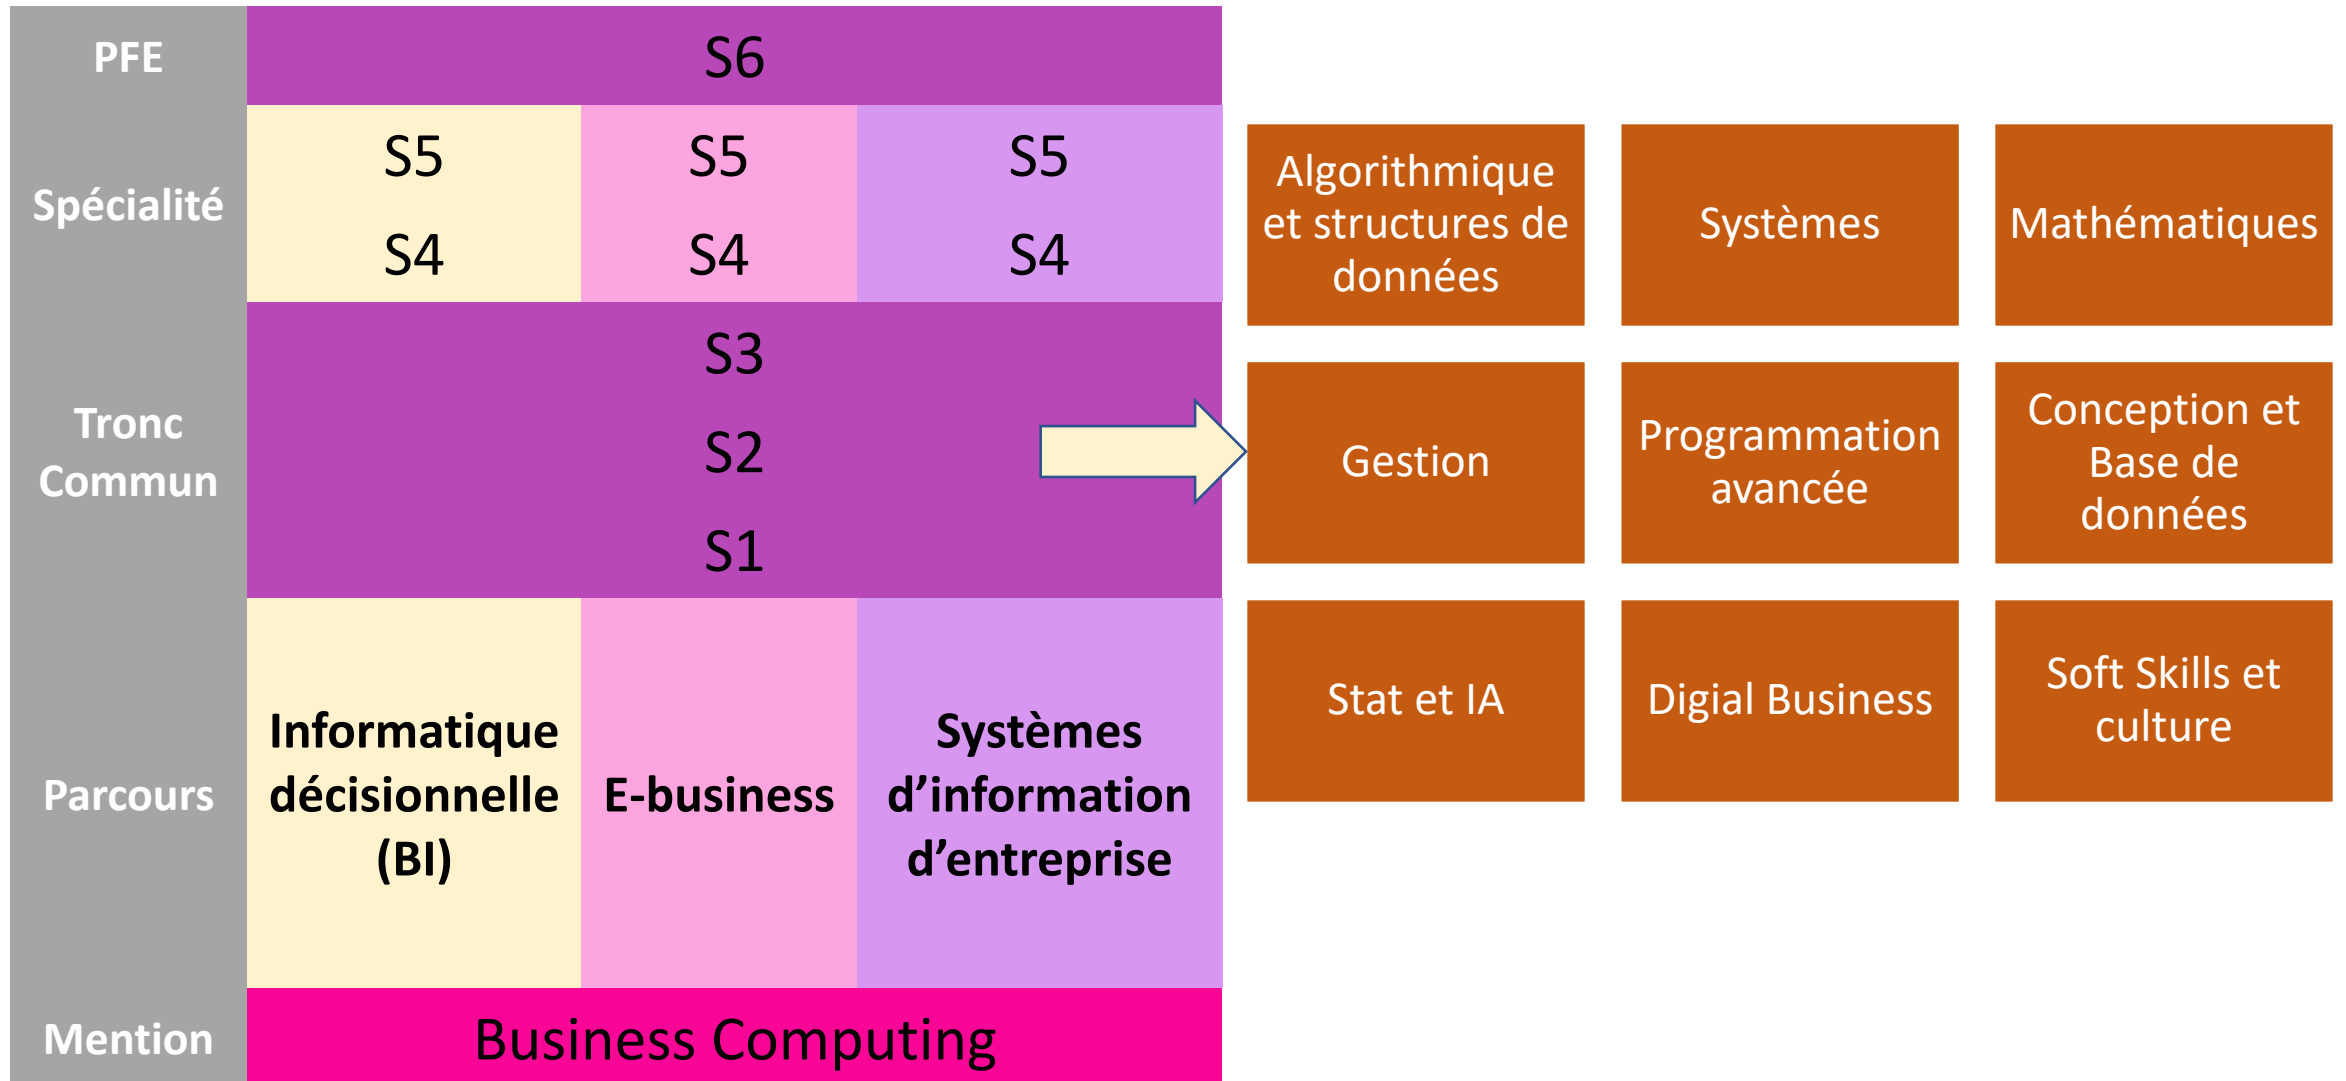 PFE
S6
Spécialité
S5
S5
S5
S4
S4
S4
Tronc
Commun
S3
S2
S1
Parcours
Informatique
décisionnelle
(BI)
E-business
Systèmes
d’information
d’entreprise
Mention
Business Computing
Algorithmique
et structures de
données
Systèmes
Mathématiques
Gestion
Programmation
avancée
Conception et
Base de
données
Stat et IA
Digial Business
Soft Skills et
culture